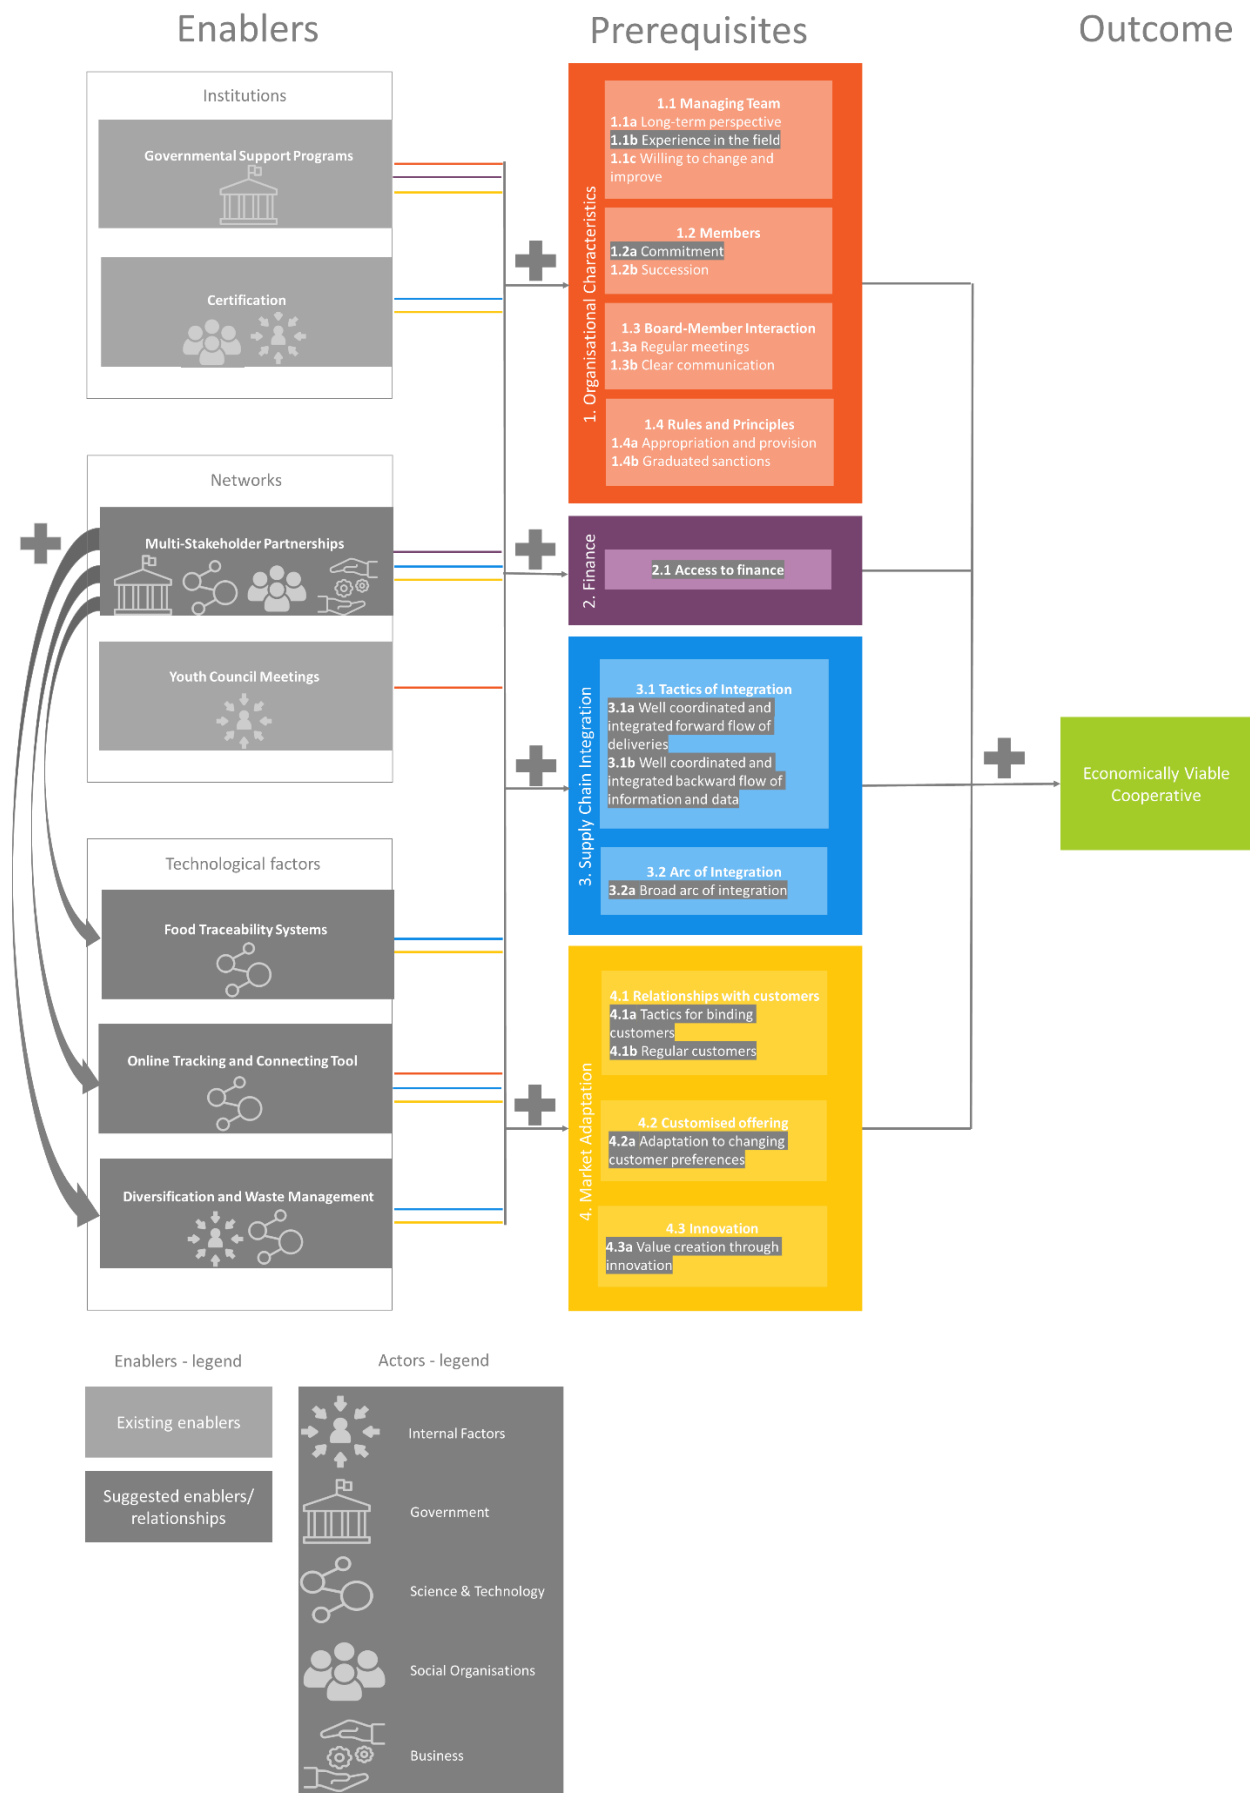 Enablers
Prerequisites
Outcome
Institutions
Governmental Support Programs
Certification
Networks
Multi-Stakeholder Partnerships
Youth Council Meetings
Technological factors
Food Traceability Systems
Online Tracking and Connecting Tool
Diversification and Waste Management
1. Organisational Characteristics
1.1 Managing Team
1.1a Long-term perspective
1.1b Experience in the field
1.1c Willing to change and
improve
1.2 Members
1.2a Commitment
1.2b Succession
1.3 Board-Member Interaction
1.3a Regular meetings
1.3b Clear communication
1.4 Rules and Principles
1.4a Appropriation and provision
1.4b Graduated sanctions
2. Finance
2.1 Access to finance
3. Supply Chain Integration
3.1 Tactics of Integration
3.1a Well coordinated and
integrated forward flow of
deliveries
3.1b Well coordinated and
integrated backward flow of
information and data
3.2 Arc of Integration
3.2a Broad arc of integration
4. Market Adaptation
4.1 Relationships with customers
4.1a Tactics for binding
customers
4.1b Regular customers
4.2 Customised offering
4.2a Adaptation to changing
customer preferences
4.3 Innovation
4.3a Value creation through
innovation
Economically Viable
Cooperative
Enablers - legend
Existing enablers
Suggested enablers/
relationships
Actors - legend
Internal Factors
Government
Science & Technology
Social Organisations
Business